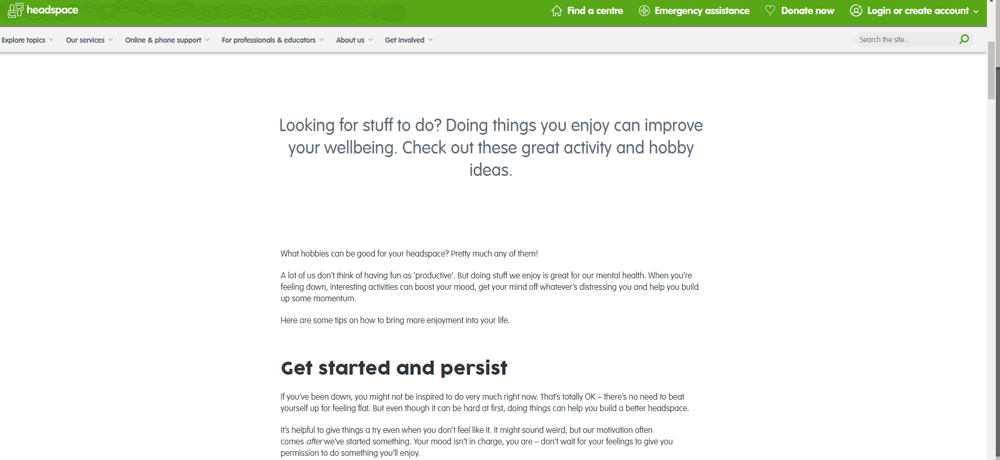 headspace
Find a centre
Emergency assistance
Donate now
Login or create account
Explore topics
Our services
Online & phone support
For professionals & educators
About us
Get involved
Search the site...
Looking for stuff to do? Doing things you enjoy can improve
your wellbeing. Check out these great activity and hobby
ideas.
What hobbies can be good for your headspace? Pretty much any of them!
A lot of us don’t think of having fun as ‘productive’. But doing stuff we enjoy is great for our mental health. When you’re
feeling down, interesting activities can boost your mood, get your mind off whatever’s distressing you and help you build
up some momentum.
Here are some tips on how to bring more enjoyment into your life.
Get started and persist
If you’ve been down, you might not be inspired to do very much right now. That’s totally OK – there’s no need to beat
yourself up for feeling flat. But even though it can be hard at first, doing things can help you build a better headspace.
It’s helpful to give things a try even when you don’t feel like it. It might sound weird, but our motivation often
comes after we’ve started something. Your mood isn’t in charge, you are – don’t wait for your feelings to give you
permission to do something you’ll enjoy.